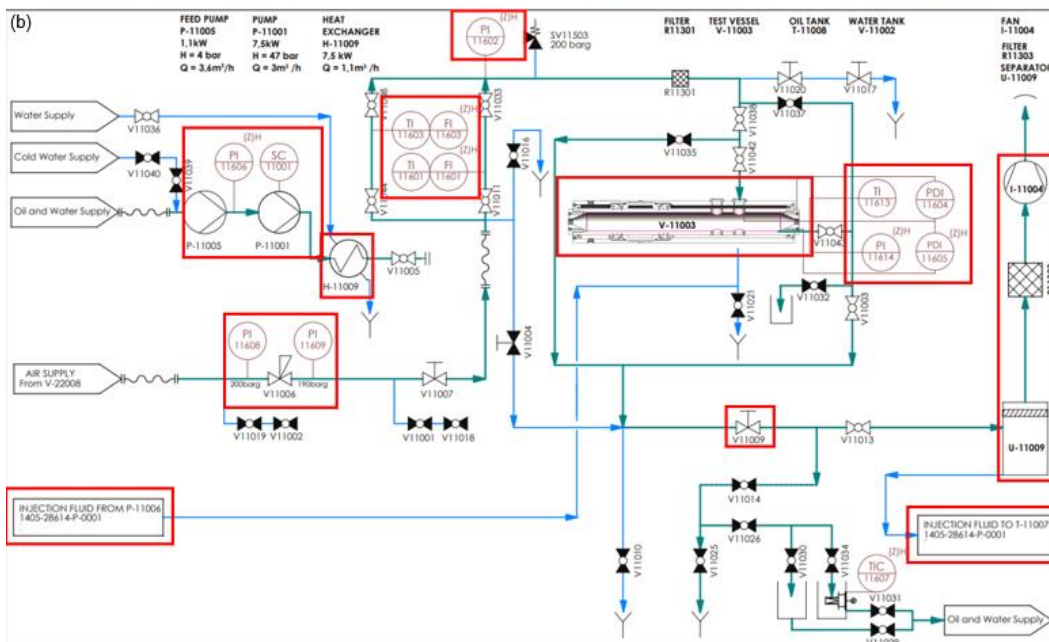 (b)
FEED PUMP
P-11005
1,1kW
H = 4 bar
Q = 3,6m³/h
PUMP
P-11001
7,5kW
H = 47 bar
Q = 3m³/h
HEAT
EXCHANGER
H-11009
7,5 kW
Q = 1,1m³/h
(Z)H
PI
11602
SV11503
200 barg
FILTER
R11301
TEST VESSEL
V-11003
OIL TANK
T-11008
WATER TANK
V-11002
FAN
I-11004
FILTER
R11303
SEPARATOR
U-11009
R11301
V11020
V11017
V11037
V11033
Water Supply
V11036
Cold Water Supply
V11040
V11039
Oil and Water Supply
(Z)H
PI
11606
SC
11001
P-11005
P-11001
H-11009
V11005
(Z)H
TI
11603
FI
11603
(Z)H
TI
11601
FI
11601
V11011
V11016
V11038
V11042
V11035
V-11003
(Z)H
TI
11613
PDI
11604
(Z)H
PI
11614
PDI
11605
V11032
V11003
V11021
I-11004
AIR SUPPLY
From V-22008
PI
11608
PI
11609
200barg
190barg
V11006
V11007
V11004
V11019
V11002
V11001
V11018
V11009
V11013
U-11009
INJECTION FLUID FROM P-11006
1405-28614-P-0001
V11014
V11026
V11010
V11025
V11030
V11034
(Z)H
TIC
11607
V11031
INJECTION FLUID TO T-11007
1405-28614-P-0001
Oil and Water Supply